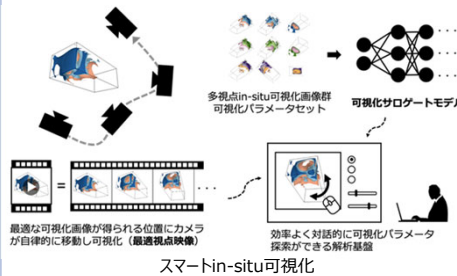 多視点in-situ可視化画像群
可視化パラメータセット
可視化サロゲートモデル
最適な可視化画像が得られる位置にカメラ
が自律的に移動し可視化（最適視点映像）
効率よく対話的に可視化パラメータ
探索ができる解析基盤
スマートin-situ可視化